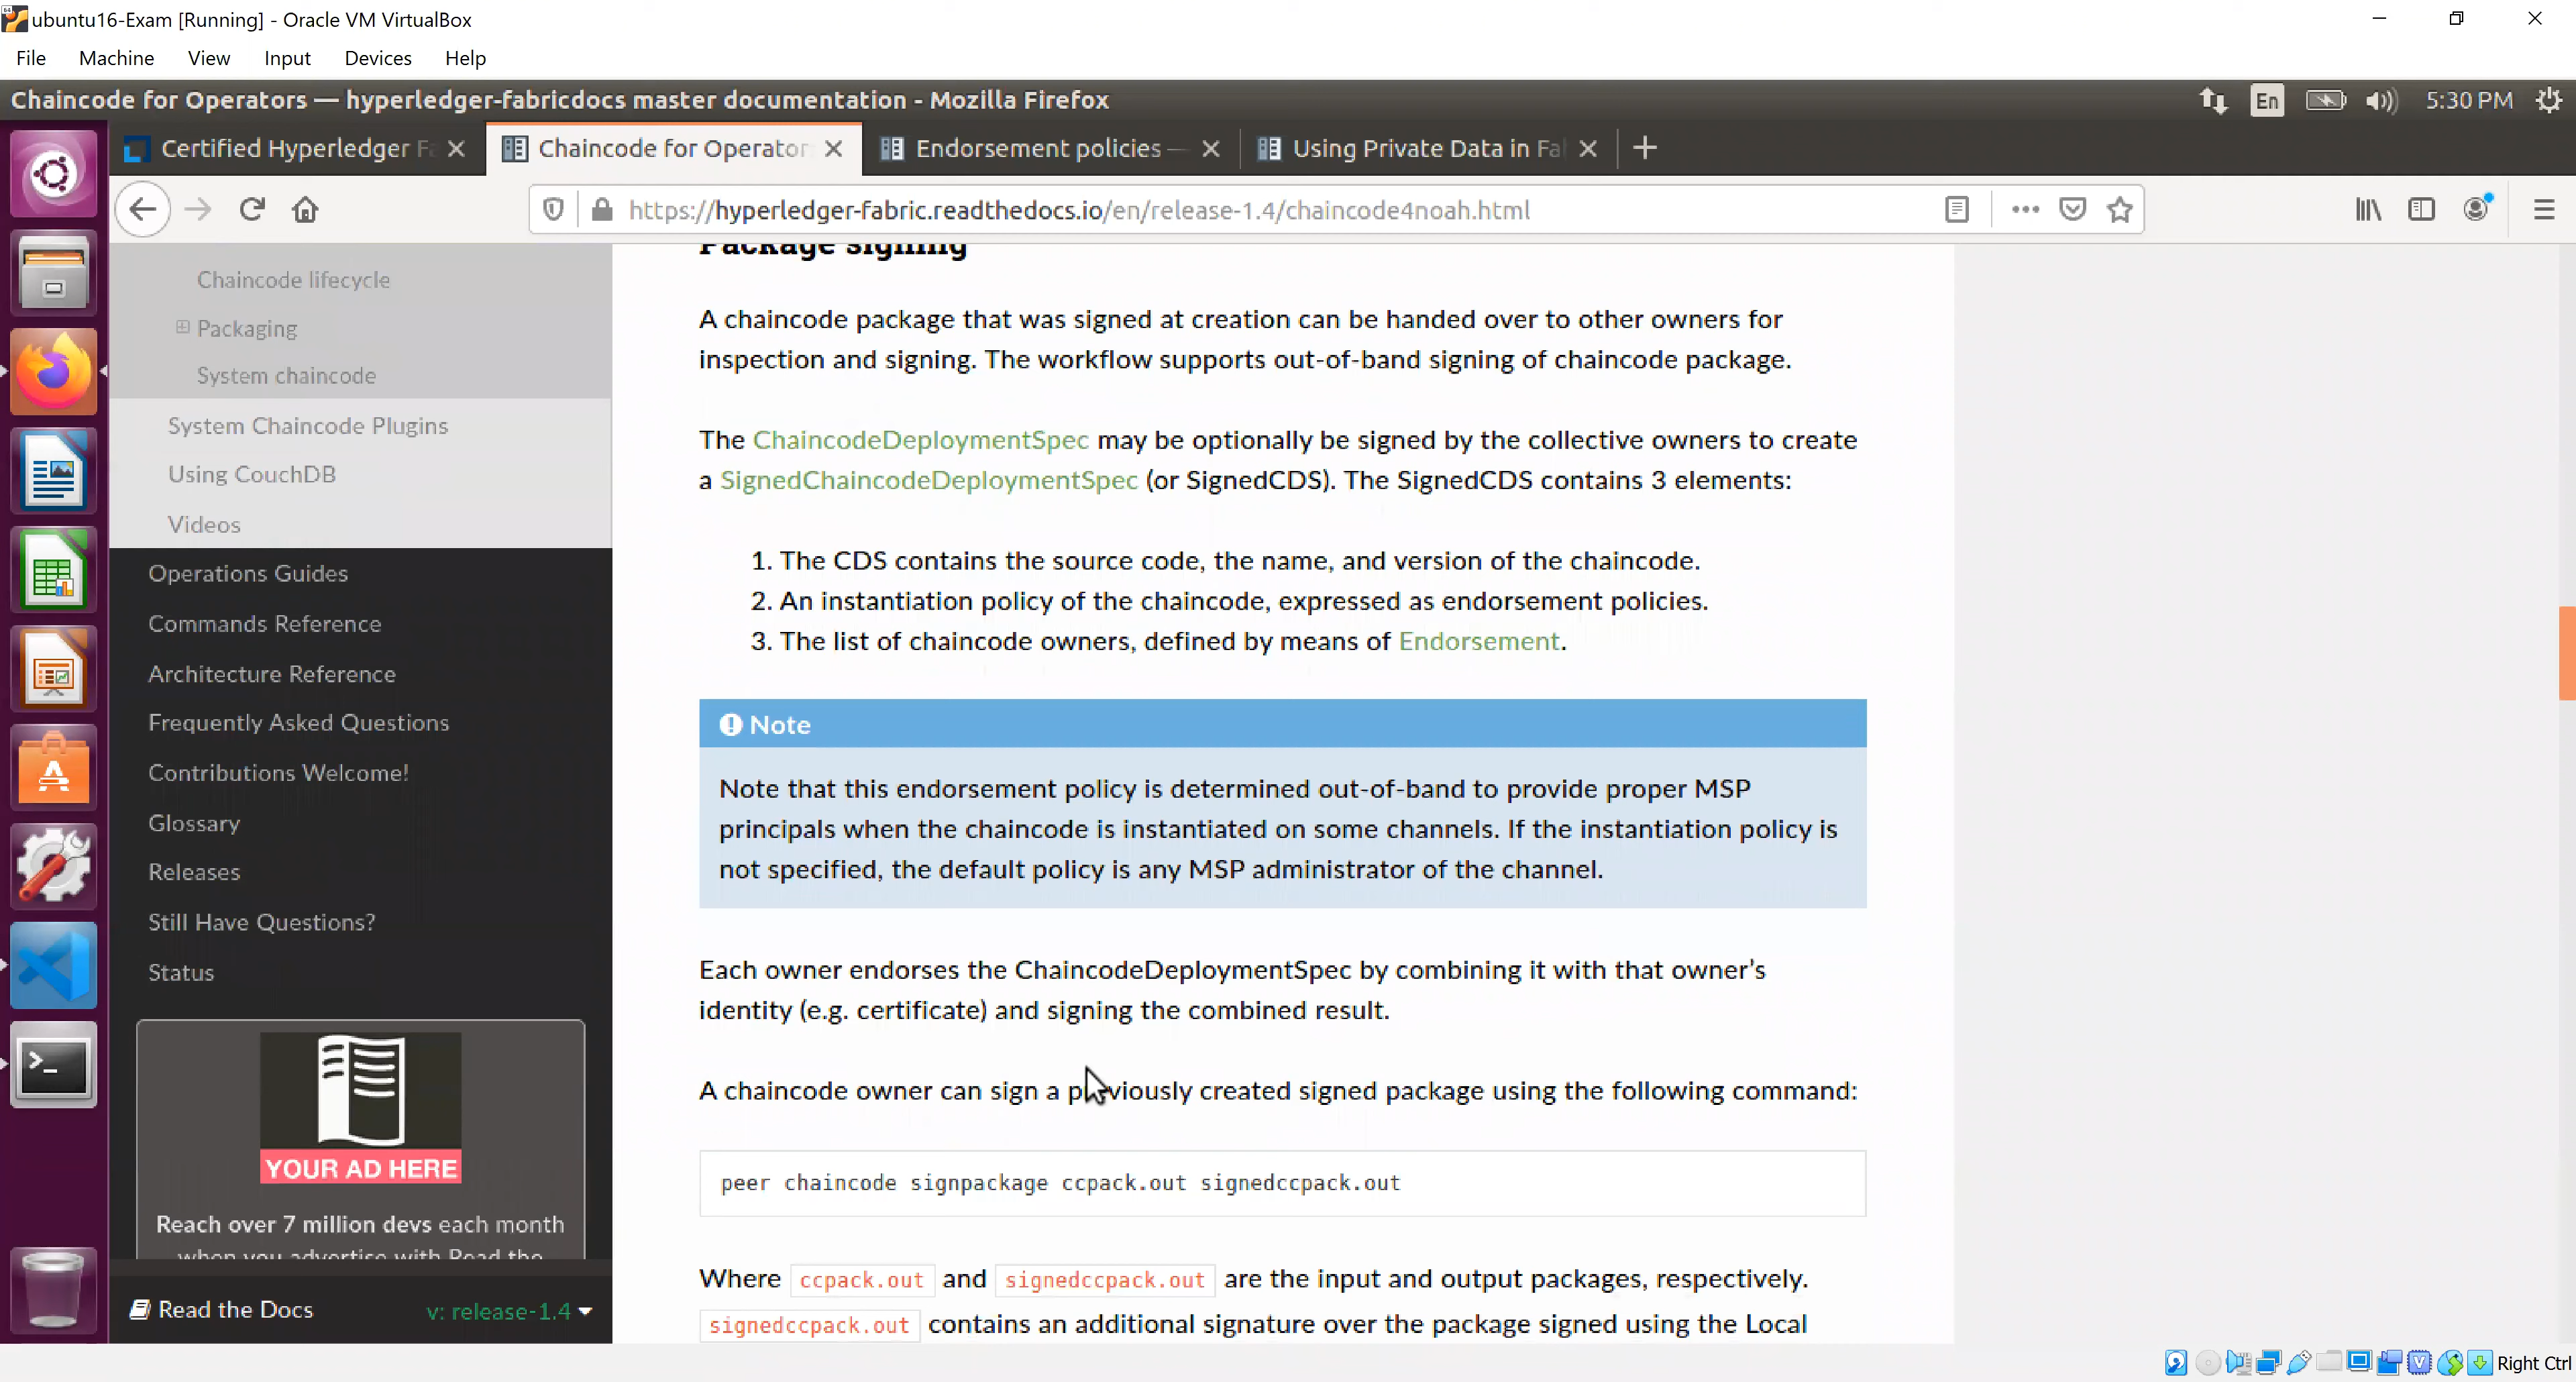 ubuntu16-Exam [Running] - Oracle VM VirtualBox
File Machine View Input Devices Help
Chaincode for Operators — hyperledger-fabricdocs master documentation - Mozilla Firefox
En
5:30 PM
Certified Hyperledger Fa
Chaincode for Operator
Endorsement policies —
Using Private Data in Fa
https://hyperledger-fabric.readthedocs.io/en/release-1.4/chaincode4noah.html
Chaincode lifecycle
Packaging
System chaincode
System Chaincode Plugins
Using CouchDB
Videos
Operations Guides
Commands Reference
Architecture Reference
Frequently Asked Questions
Contributions Welcome!
Glossary
Releases
Still Have Questions?
Status
YOUR AD HERE
Reach over 7 million devs each month
when you advertise with Read the
Read the Docs
v: release-1.4
Package signing
A chaincode package that was signed at creation can be handed over to other owners for
inspection and signing. The workflow supports out-of-band signing of chaincode package.
The ChaincodeDeploymentSpec may be optionally be signed by the collective owners to create
a SignedChaincodeDeploymentSpec (or SignedCDS). The SignedCDS contains 3 elements:
1. The CDS contains the source code, the name, and version of the chaincode.
2. An instantiation policy of the chaincode, expressed as endorsement policies.
3. The list of chaincode owners, defined by means of Endorsement.
Note
Note that this endorsement policy is determined out-of-band to provide proper MSP
principals when the chaincode is instantiated on some channels. If the instantiation policy is
not specified, the default policy is any MSP administrator of the channel.
Each owner endorses the ChaincodeDeploymentSpec by combining it with that owner's
identity (e.g. certificate) and signing the combined result.
A chaincode owner can sign a previously created signed package using the following command:
peer chaincode signpackage ccpack.out signedccpack.out
Where ccpack.out and signedccpack.out are the input and output packages, respectively.
signedccpack.out contains an additional signature over the package signed using the Local
Right Ctrl